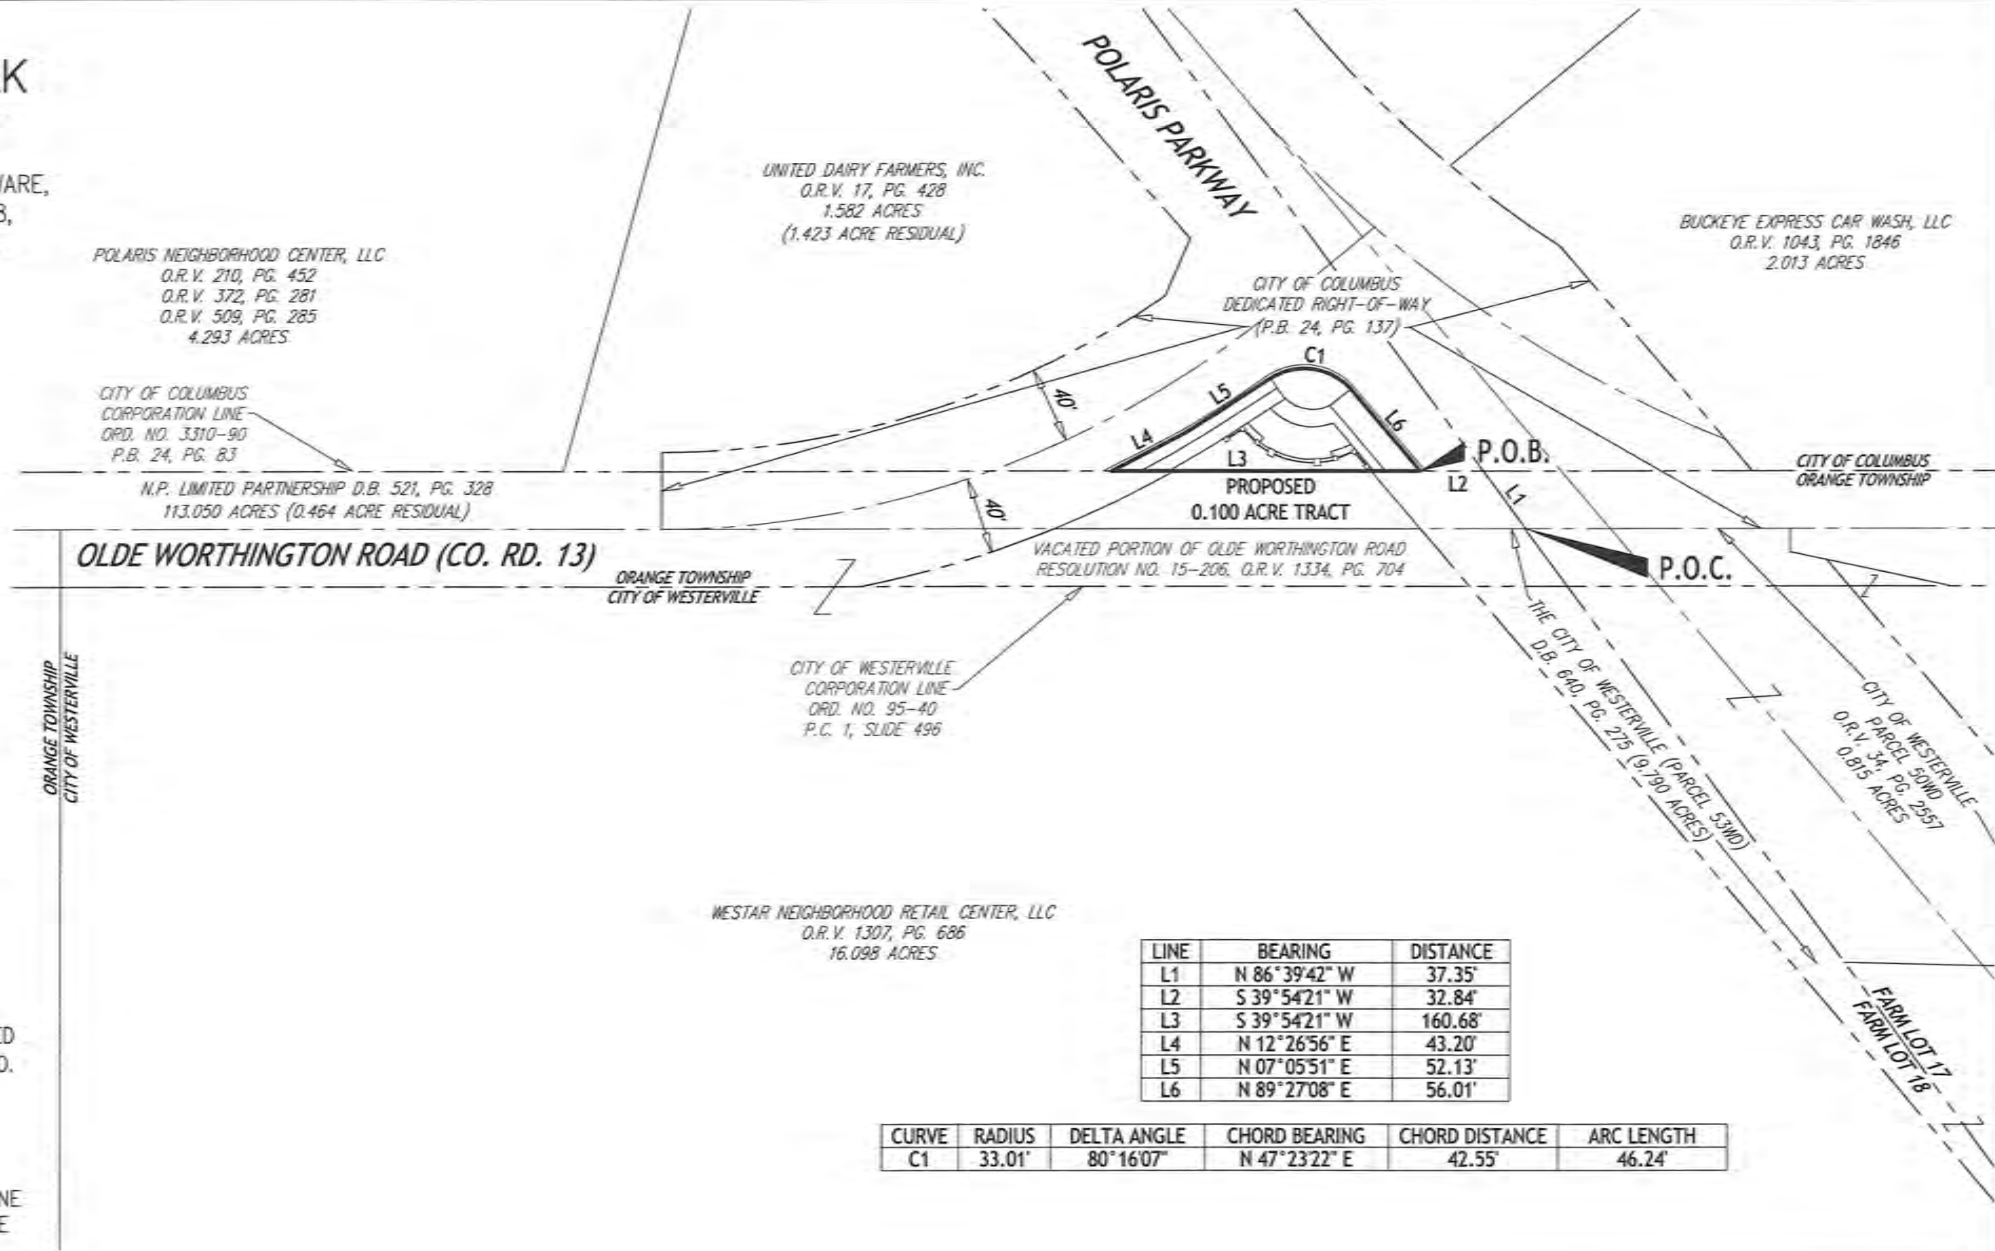 K
ARE,
POLARIS PARKWAY
UNITED DAIRY FARMERS, INC.
O.R.V. 17, PG. 428
1.582 ACRES
(1.423 ACRE RESIDUAL)
BUCKEYE EXPRESS CAR WASH, LLC
O.R.V. 1043, PG. 1846
2.013 ACRES
POLARIS NEIGHBORHOOD CENTER, LLC
O.R.V. 210, PG. 452
O.R.V. 372, PG. 281
O.R.V. 509, PG. 285
4.293 ACRES
CITY OF COLUMBUS
DEDICATED RIGHT-OF-WAY
(P.B. 24, PG. 137)
CITY OF COLUMBUS
CORPORATION LINE
ORD. NO. 3310-90
P.B. 24, PG. 83
C1
L5
40'
L4
L6
L3
P.O.B.
L2
L1
CITY OF COLUMBUS
ORANGE TOWNSHIP
PROPOSED
0.100 ACRE TRACT
N.P. LIMITED PARTNERSHIP D.B. 521, PG. 328
113.050 ACRES (0.464 ACRE RESIDUAL)
40'
OLDE WORTHINGTON ROAD (CO. RD. 13)
VACATED PORTION OF OLDE WORTHINGTON ROAD
RESOLUTION NO. 15-206, O.R.V. 1334, PG. 704
P.O.C.
ORANGE TOWNSHIP
CITY OF WESTERVILLE
ORANGE TOWNSHIP
CITY OF WESTERVILLE
CITY OF WESTERVILLE
CORPORATION LINE
ORD. NO. 95-40
P.C. 1, SLIDE 496
THE CITY OF WESTERVILLE (PARCEL 53WD)
D.B. 640, PG. 275 (9.790 ACRES)
CITY OF WESTERVILLE
PARCEL 50WD
O.R.V. 34, PG. 2557
0.815 ACRES
WESTAR NEIGHBORHOOD RETAIL CENTER, LLC
O.R.V. 1307, PG. 686
16.098 ACRES
LINE BEARING DISTANCE
L1 N 86°39'42" W 37.35'
L2 S 39°54'21" W 32.84'
L3 S 39°54'21" W 160.68'
L4 N 12°26'56" E 43.20'
L5 N 07°05'51" E 52.13'
L6 N 89°27'08" E 56.01'
FARM LOT 17
FARM LOT 18
CURVE RADIUS DELTA ANGLE CHORD BEARING CHORD DISTANCE ARC LENGTH
C1 33.01' 80°16'07" N 47°23'22" E 42.55' 46.24'
ED
O.
NE
E